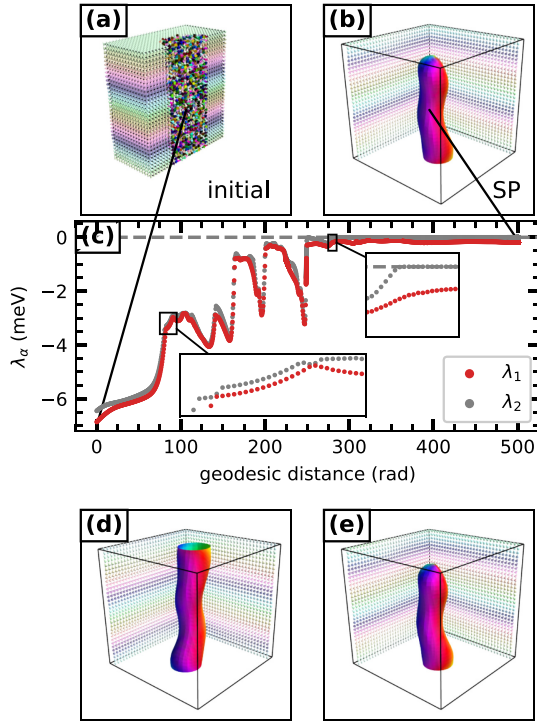 (a)
(b)
initial
SP
(c)
0
−2
−4
−6
λα (meV)
λ1
λ2
0
100
200
300
400
500
geodesic distance (rad)
(d)
(e)